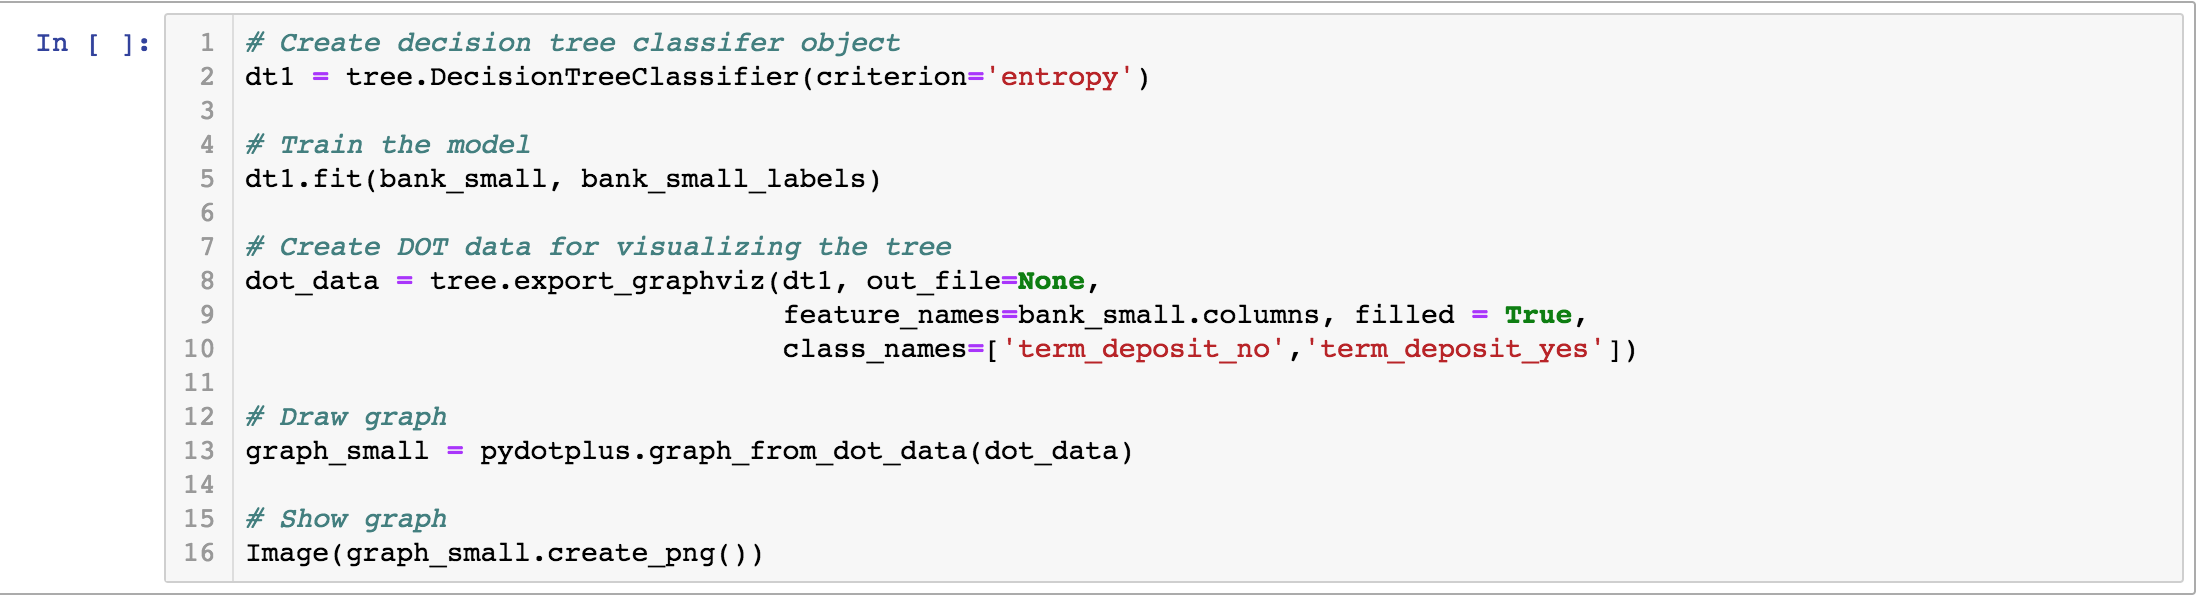 In [ ]:
1 # Create decision tree classifer object
2 dt1 = tree.DecisionTreeClassifier(criterion='entropy')
3
4 # Train the model
5 dt1.fit(bank_small, bank_small_labels)
6
7 # Create DOT data for visualizing the tree
8 dot_data = tree.export_graphviz(dt1, out_file=None,
9                                 feature_names=bank_small.columns, filled = True,
10                                 class_names=['term_deposit_no','term_deposit_yes'])
11
12 # Draw graph
13 graph_small = pydotplus.graph_from_dot_data(dot_data)
14
15 # Show graph
16 Image(graph_small.create_png())